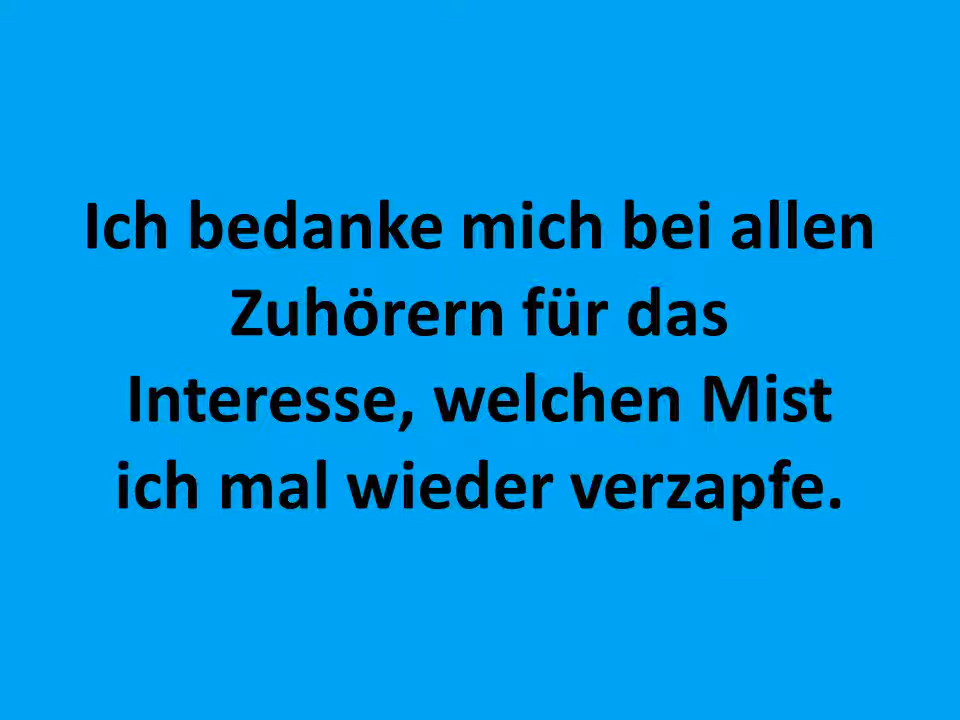 Ich bedanke mich bei allen
Zuhörern für das
Interesse, welchen Mist
ich mal wieder verzapfe.